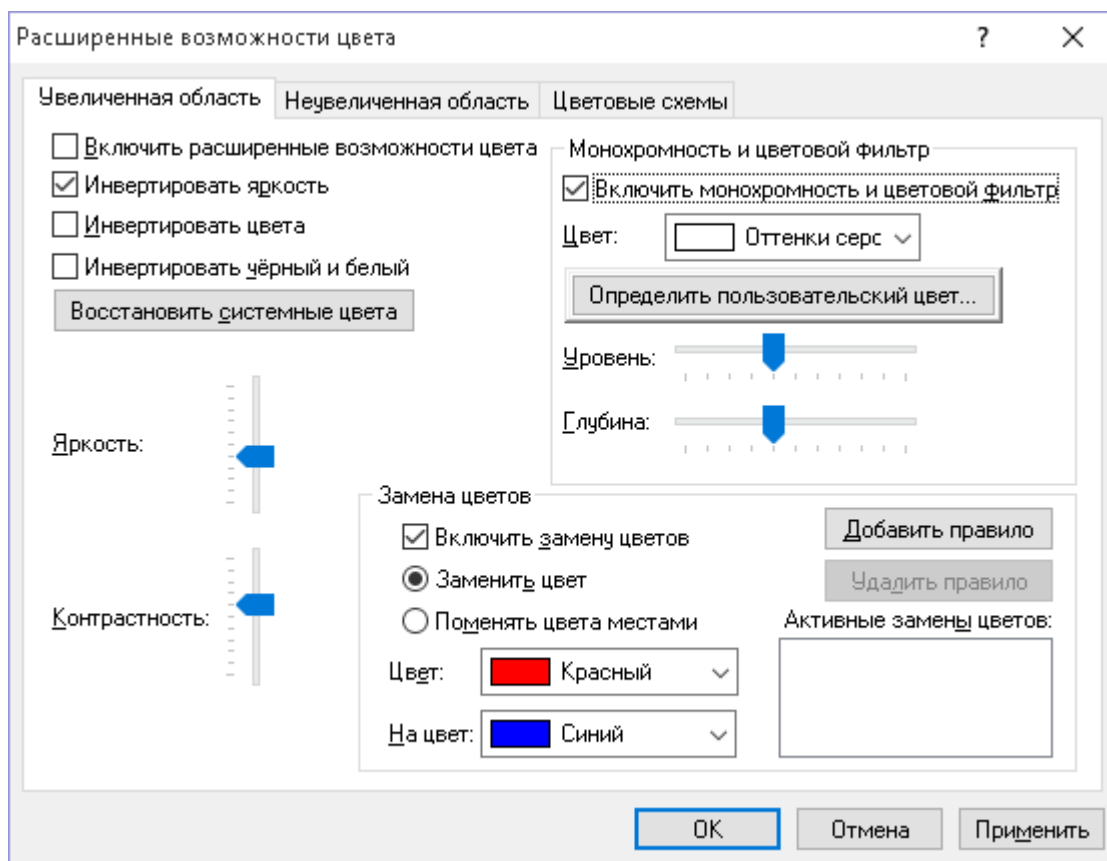 Расширенные возможности цвета ?
Увеличенная область Неувеличенная область Цветовые схемы
Включить расширенные возможности цвета
Инвертировать яркость
Инвертировать цвета
Инвертировать чёрный и белый
Восстановить системные цвета
Яркость:
Контрастность:
Монохромность и цветовой фильтр
Включить монохромность и цветовой фильтр
Цвет: Оттенки серс
Определить пользовательский цвет...
Уровень:
Глубина:
Замена цветов
Включить замену цветов
Заменить цвет
Поменять цвета местами
Цвет: Красный
На цвет: Синий
Добавить правило
Удалить правило
Активные замены цветов:
OK Отмена Применить